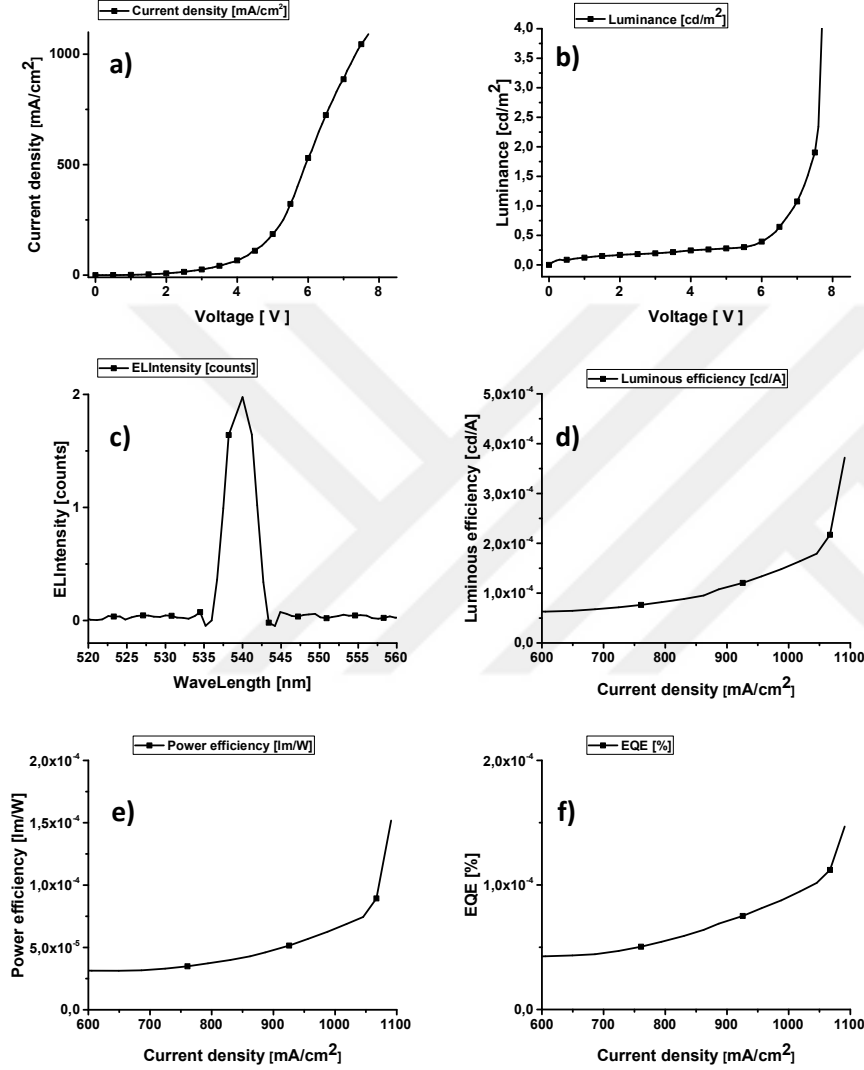 Current density [mA/cm²]
a)
Current density [mA/cm²]
1000
500
0
0 2 4 6 8
Voltage [ V ]
Luminance [cd/m²]
b)
Luminance [cd/m²]
4,0
3,5
3,0
2,5
2,0
1,5
1,0
0,5
0,0
0 2 4 6 8
Voltage [ V ]
ELIntensity [counts]
c)
ELIntensity [counts]
2
1
0
520 525 530 535 540 545 550 555 560
WaveLength [nm]
Luminous efficiency [cd/A]
d)
Luminous efficiency [cd/A]
5,0x10⁻⁴
4,0x10⁻⁴
3,0x10⁻⁴
2,0x10⁻⁴
1,0x10⁻⁴
0,0
600 700 800 900 1000 1100
Current density [mA/cm²]
Power efficiency [lm/W]
e)
Power efficiency [lm/W]
2,0x10⁻⁴
1,5x10⁻⁴
1,0x10⁻⁴
5,0x10⁻⁵
0,0
600 700 800 900 1000 1100
Current density [mA/cm²]
EQE [%]
f)
EQE [%]
2,0x10⁻⁴
1,0x10⁻⁴
0,0
600 700 800 900 1000 1100
Current density [mA/cm²]